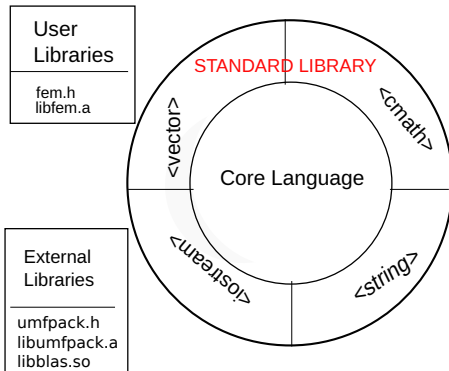 User
Libraries
fem.h
libfem.a
STANDARD LIBRARY
<vector>
<cmath>
Core Language
<iostream>
<string>
External
Libraries
umfpack.h
libumfpack.a
libblas.so